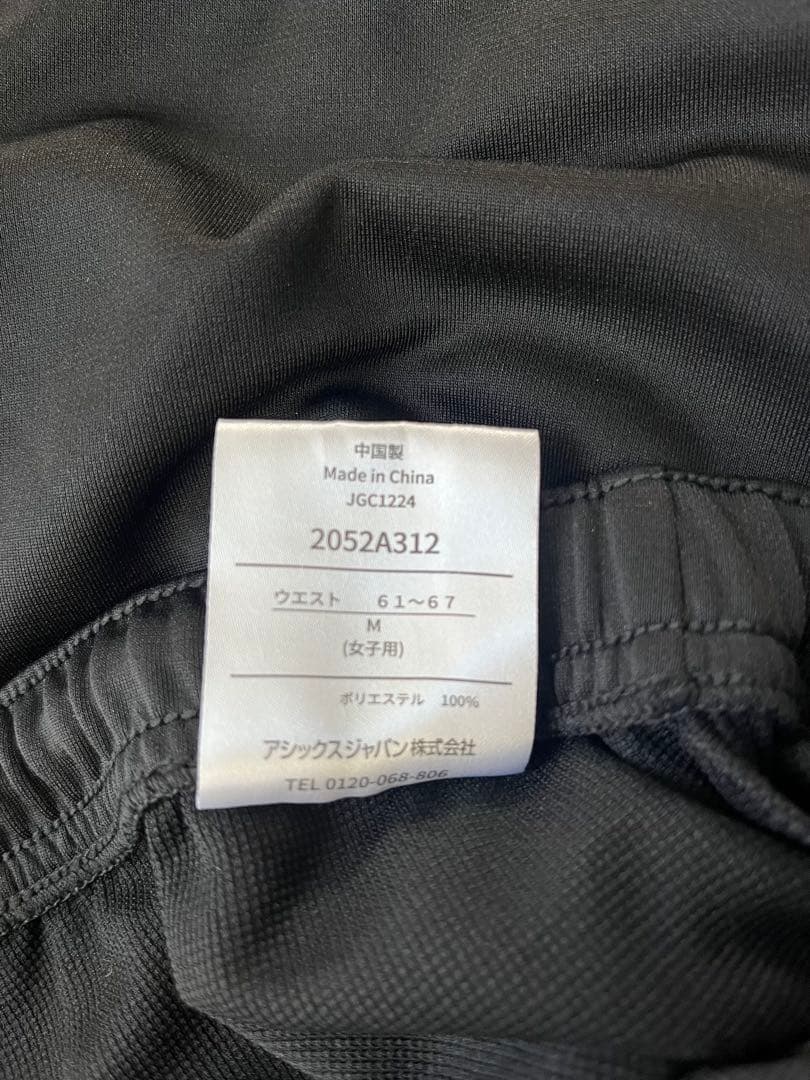 中国製
Made in China
JGC1224
2052A312
ウエスト　６１～６７
M
(女子用)
ポリエステル　100%
アシックスジャパン株式会社
TEL 0120-068-806